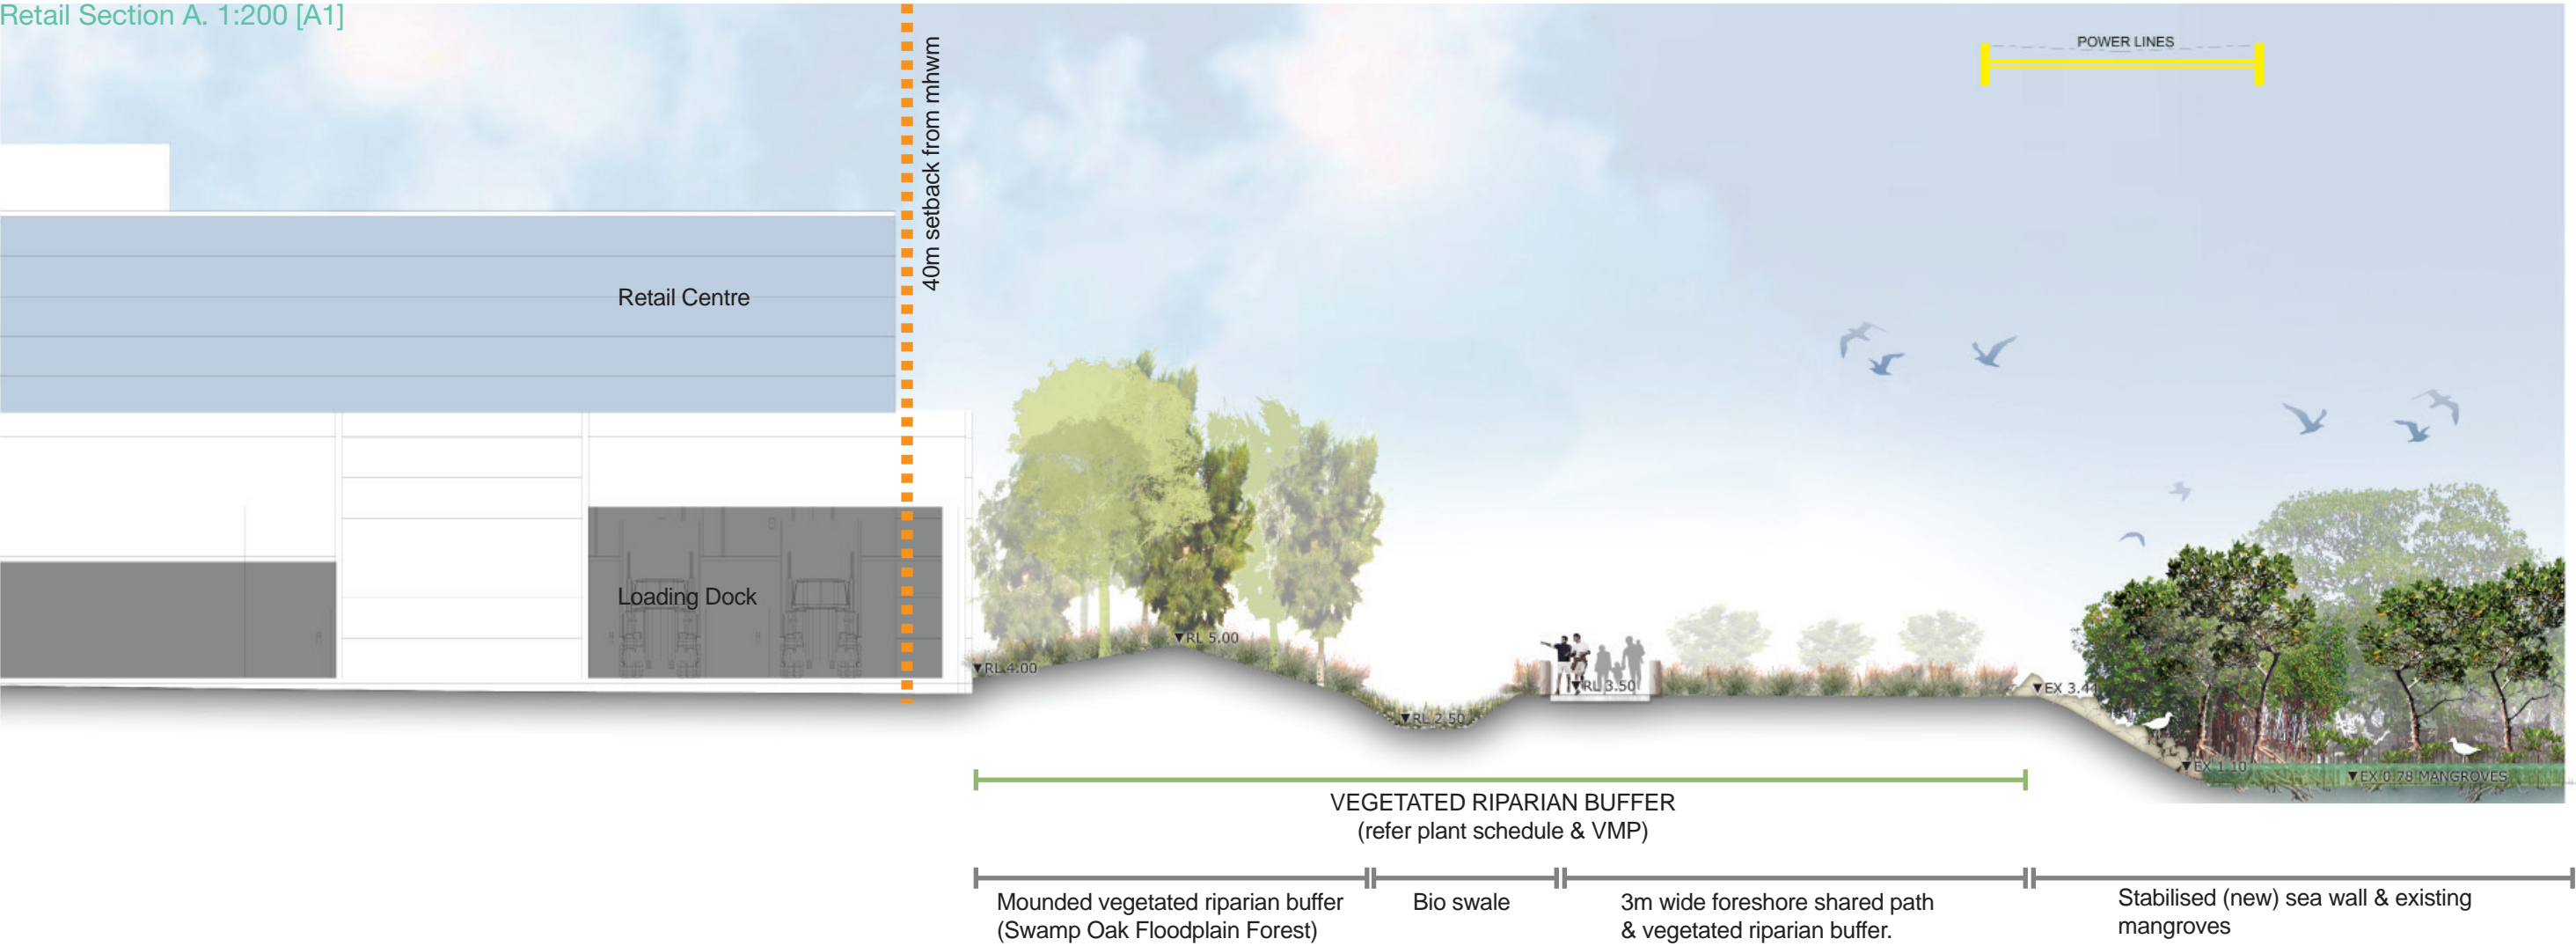 Retail Section A. 1:200 [A1]
40m setback from mhwm
POWER LINES
Retail Centre
Loading Dock
▼RL 4.00
▼RL 5.00
▼RL 2.50
▼RL 3.50
▼EX 3.44
▼EX 1.10
▼EX 0.78 MANGROVES
VEGETATED RIPARIAN BUFFER
(refer plant schedule & VMP)
Mounded vegetated riparian buffer
(Swamp Oak Floodplain Forest)
Bio swale
3m wide foreshore shared path
& vegetated riparian buffer.
Stabilised (new) sea wall & existing
mangroves